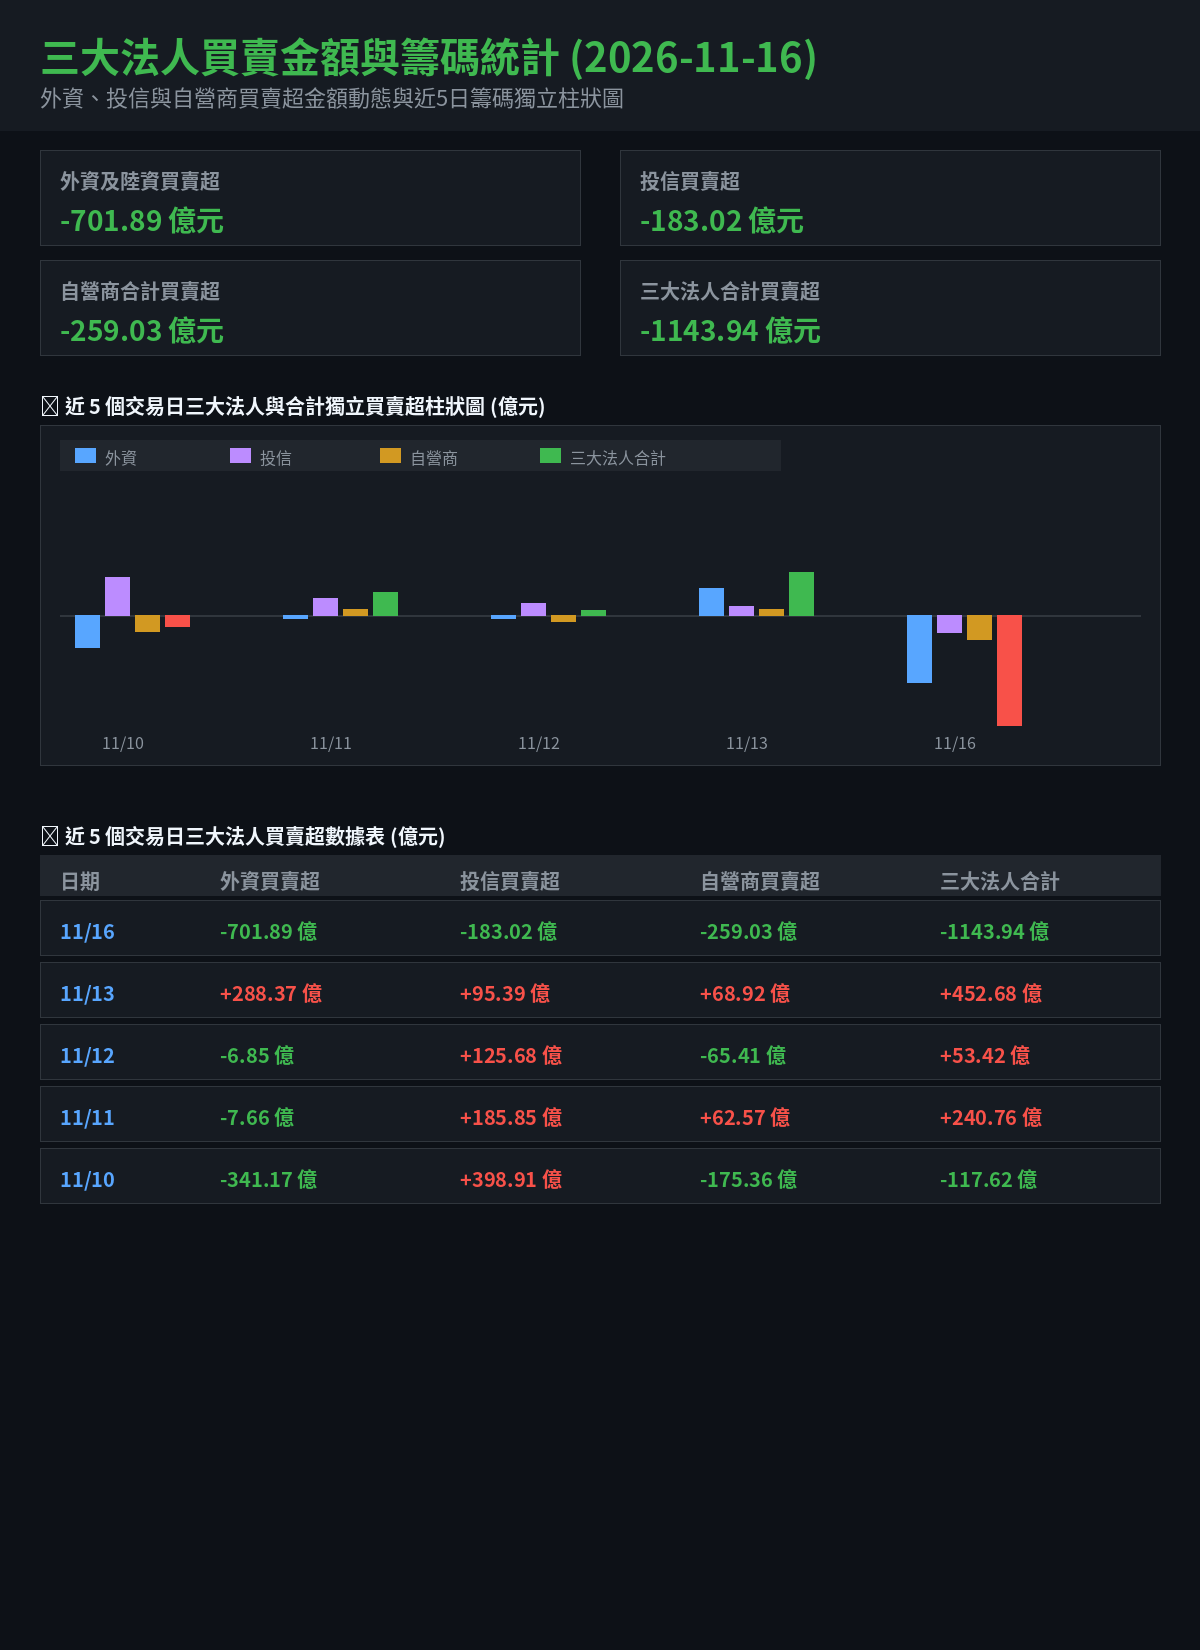 三大法人買賣金額與籌碼統計 (2026-11-16)
外資、投信與自營商買賣超金額動態與近5日籌碼獨立柱狀圖
外資及陸資買賣超
-701.89 億元
投信買賣超
-183.02 億元
自營商合計買賣超
-259.03 億元
三大法人合計買賣超
-1143.94 億元
近 5 個交易日三大法人與合計獨立買賣超柱狀圖 (億元)
外資 投信 自營商 三大法人合計
11/10 11/11 11/12 11/13 11/16
近 5 個交易日三大法人買賣超數據表 (億元)
日期 外資買賣超 投信買賣超 自營商買賣超 三大法人合計
11/16 -701.89 億 -183.02 億 -259.03 億 -1143.94 億
11/13 +288.37 億 +95.39 億 +68.92 億 +452.68 億
11/12 -6.85 億 +125.68 億 -65.41 億 +53.42 億
11/11 -7.66 億 +185.85 億 +62.57 億 +240.76 億
11/10 -341.17 億 +398.91 億 -175.36 億 -117.62 億